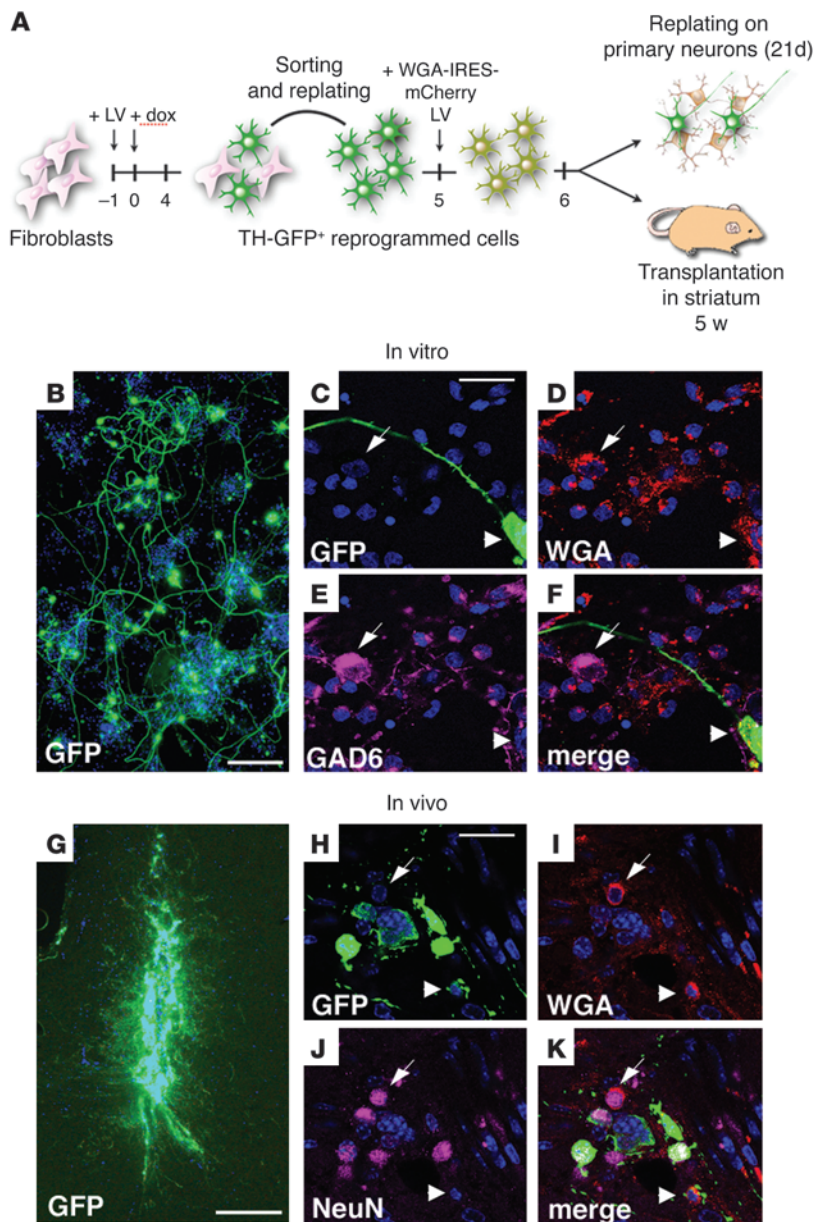 A
Replating on
primary neurons (21d)
Sorting
and replating
+ WGA-IRES-
mCherry
LV
+ LV + dox
–1 0 4
5
6
Fibroblasts
TH-GFP+ reprogrammed cells
Transplantation
in striatum
5 w
In vitro
B
GFP
C
GFP
D
WGA
E
GAD6
F
merge
In vivo
G
GFP
H
GFP
I
WGA
J
NeuN
K
merge